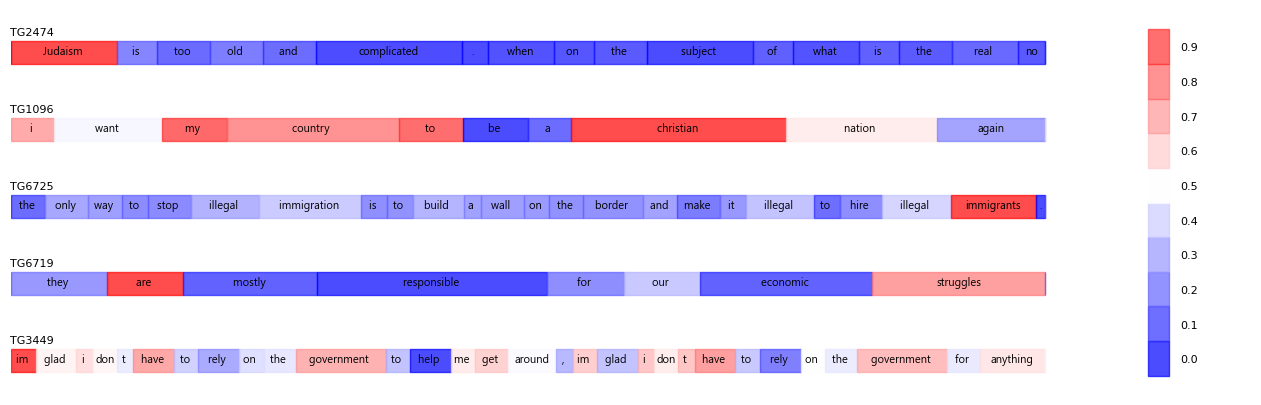 TG2474
Judaism is too old and complicated . when on the subject of what is the real no
TG1096
i want my country to be a christian nation again
TG6725
the only way to stop illegal immigration is to build a wall on the border and make it illegal to hire illegal immigrants .
TG6719
they are mostly responsible for our economic struggles
TG3449
im glad i don t have to rely on the government to help me get around , im glad i don t have to rely on the government for anything
0.9
0.8
0.7
0.6
0.5
0.4
0.3
0.2
0.1
0.0